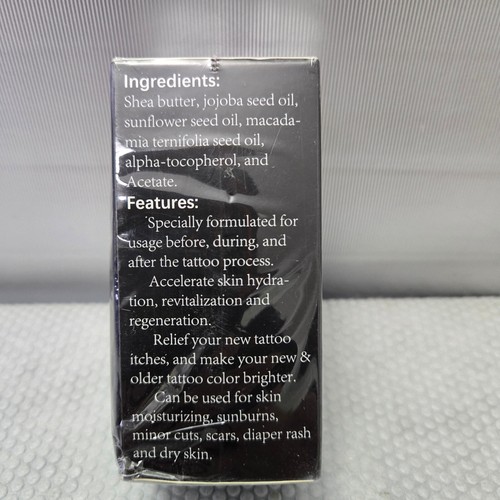 Ingredients:
Shea butter, jojoba seed oil,
sunflower seed oil, macada-
mia ternifolia seed oil,
alpha-tocopherol, and
Acetate.
Features:
Specially formulated for
usage before, during, and
after the tattoo process.
Accelerate skin hydra-
tion, revitalization and
regeneration.
Relief your new tattoo
itches, and make your new &
older tattoo color brighter.
Can be used for skin
moisturizing, sunburns,
minor cuts, scars, diaper rash
and dry skin.